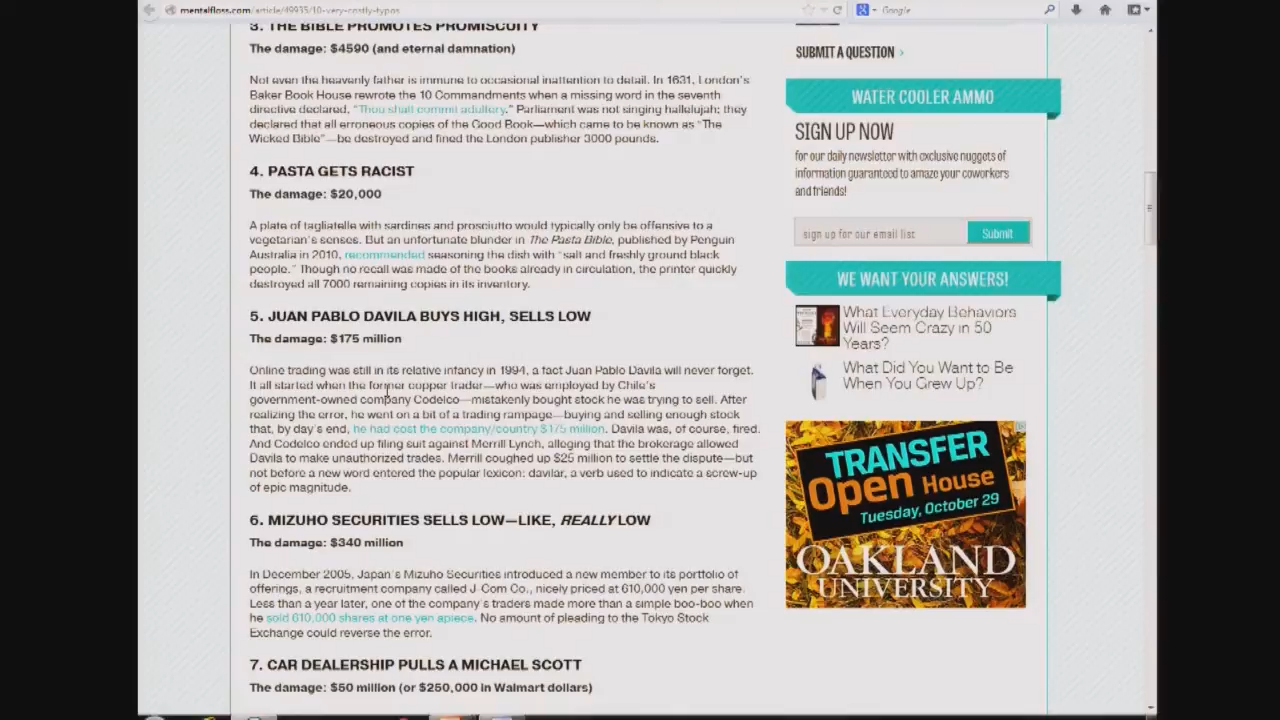 mentalfloss.com/article/49935/10-very-costly-typos
Google
3. THE BIBLE PROMOTES PROMISCUITY
The damage: $4590 (and eternal damnation)
Not even the heavenly father is immune to occasional inattention to detail. In 1631, London's
Baker Book House rewrote the 10 Commandments when a missing word in the seventh
directive declared, "Thou shalt commit adultery." Parliament was not singing hallelujah; they
declared that all erroneous copies of the Good Book—which came to be known as "The
Wicked Bible"—be destroyed and fined the London publisher 3000 pounds.
4. PASTA GETS RACIST
The damage: $20,000
A plate of tagliatelle with sardines and prosciutto would typically only be offensive to a
vegetarian's senses. But an unfortunate blunder in The Pasta Bible, published by Penguin
Australia in 2010, recommended seasoning the dish with "salt and freshly ground black
people." Though no recall was made of the books already in circulation, the printer quickly
destroyed all 7000 remaining copies in its inventory.
5. JUAN PABLO DAVILA BUYS HIGH, SELLS LOW
The damage: $175 million
Online trading was still in its relative infancy in 1994, a fact Juan Pablo Davila will never forget.
It all started when the former copper trader—who was employed by Chile's
government-owned company Codelco—mistakenly bought stock he was trying to sell. After
realizing the error, he went on a bit of a trading rampage—buying and selling enough stock
that, by day's end, he had cost the company/country $175 million. Davila was, of course, fired.
And Codelco ended up filing suit against Merrill Lynch, alleging that the brokerage allowed
Davila to make unauthorized trades. Merrill coughed up $25 million to settle the dispute—but
not before a new word entered the popular lexicon: davilar, a verb used to indicate a screw-up
of epic magnitude.
6. MIZUHO SECURITIES SELLS LOW—LIKE, REALLY LOW
The damage: $340 million
In December 2005, Japan's Mizuho Securities introduced a new member to its portfolio of
offerings, a recruitment company called J-Com Co., nicely priced at 610,000 yen per share.
Less than a year later, one of the company's traders made more than a simple boo-boo when
he sold 610,000 shares at one yen apiece. No amount of pleading to the Tokyo Stock
Exchange could reverse the error.
7. CAR DEALERSHIP PULLS A MICHAEL SCOTT
The damage: $50 million (or $250,000 in Walmart dollars)
SUBMIT A QUESTION ›
WATER COOLER AMMO
SIGN UP NOW
for our daily newsletter with exclusive nuggets of
information guaranteed to amaze your coworkers
and friends!
sign up for our email list
Submit
WE WANT YOUR ANSWERS!
What Everyday Behaviors
Will Seem Crazy in 50
Years?
What Did You Want to Be
When You Grew Up?
TRANSFER
Open House
Tuesday, October 29
OAKLAND
UNIVERSITY